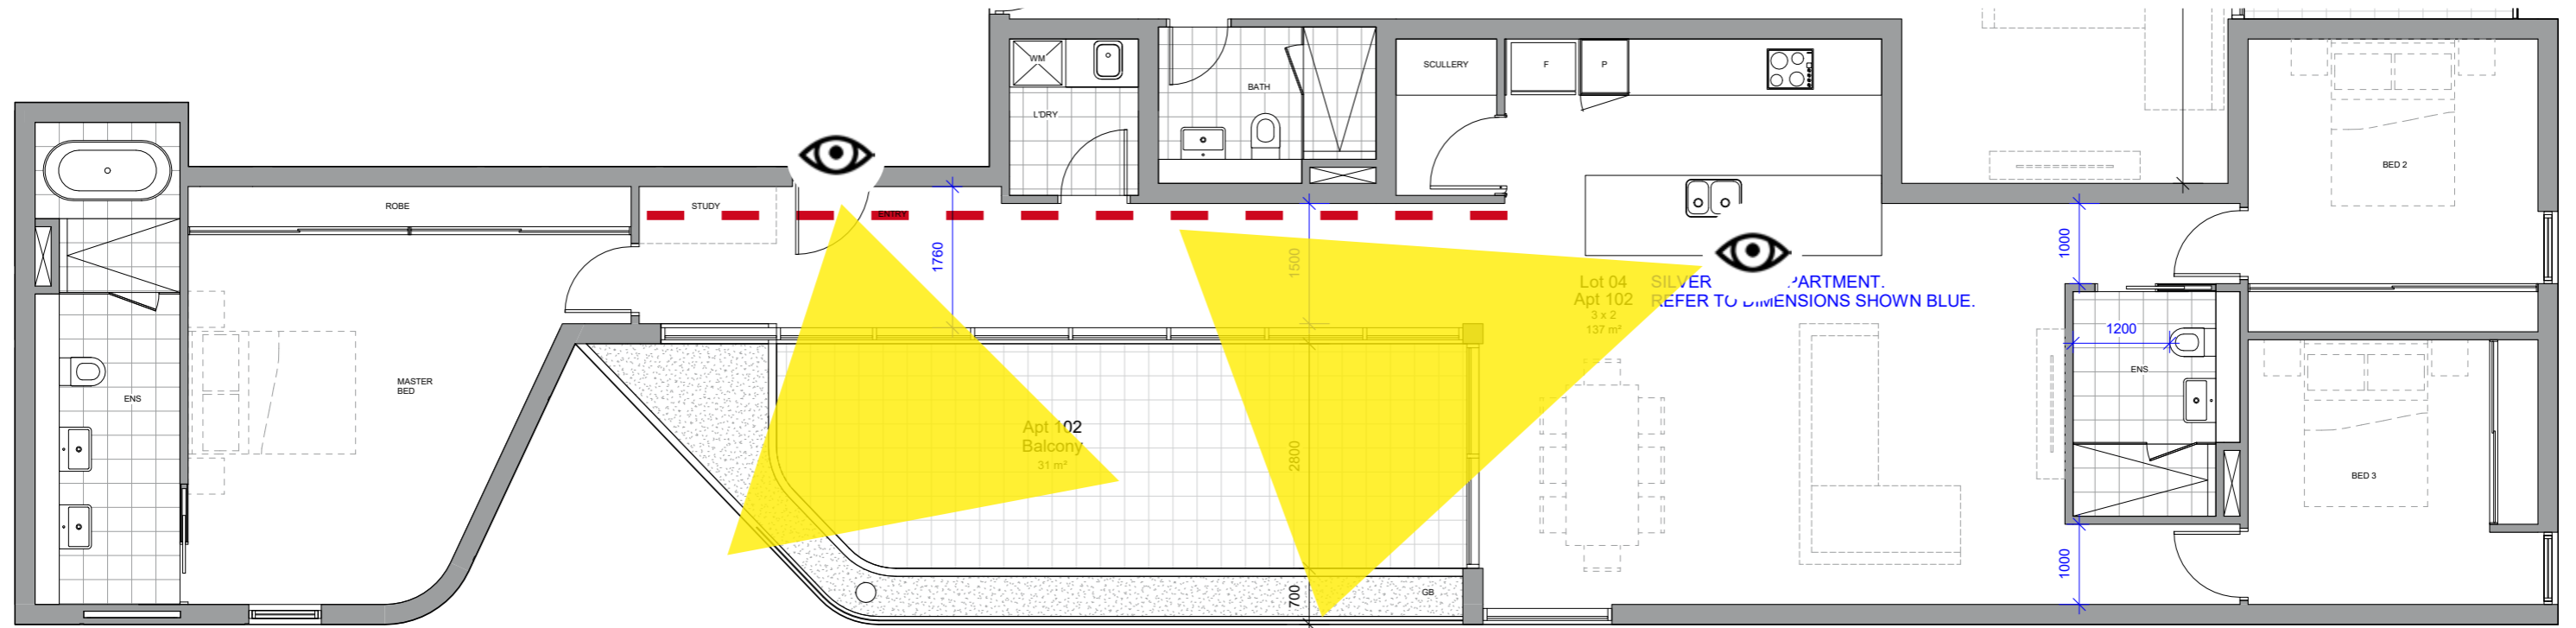 WM
L'DRY
BATH
SCULLERY
F
P
BED 2
ROBE
STUDY
ENTRY
1760
1500
1000
Lot 04
Apt 102
3 x 2
137 m²
SILVER PARTMENT.
REFER TO DIMENSIONS SHOWN BLUE.
1200
ENS
MASTER
BED
ENS
Apt 102
Balcony
31 m²
2800
BED 3
1000
700
GB